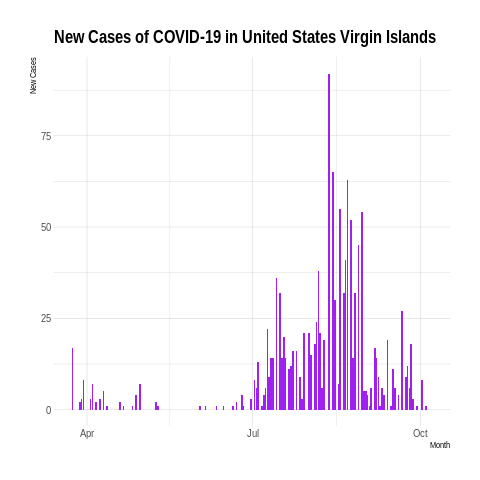 New Cases of COVID-19 in United States Virgin Islands
New Cases
75
50
25
0
Apr
Jul
Oct
Month